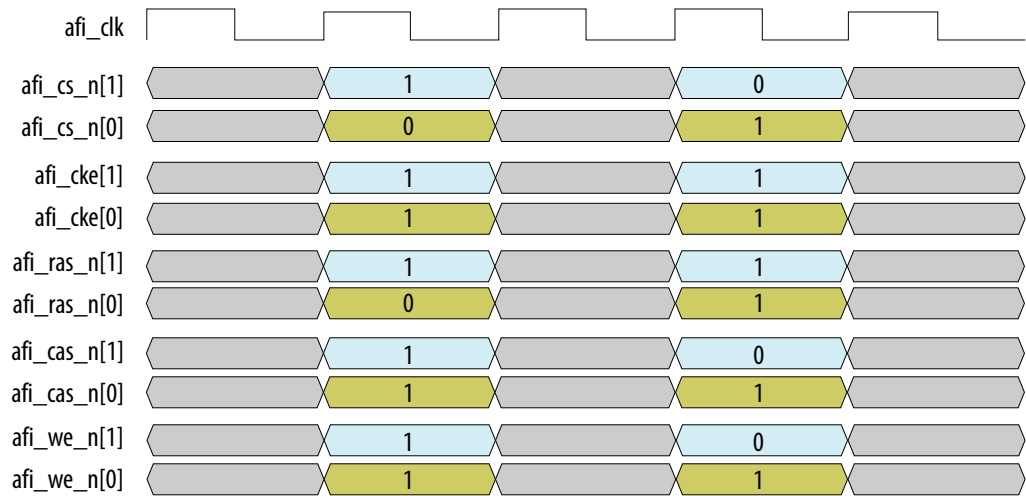 afi_clk
afi_cs_n[1] 1 0
afi_cs_n[0] 0 1
afi_cke[1] 1 1
afi_cke[0] 1 1
afi_ras_n[1] 1 1
afi_ras_n[0] 0 1
afi_cas_n[1] 1 0
afi_cas_n[0] 1 1
afi_we_n[1] 1 0
afi_we_n[0] 1 1